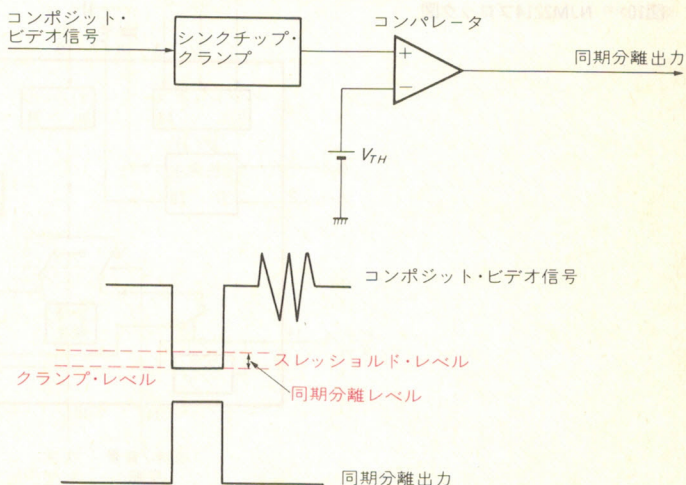 コンポジット・
ビデオ信号
シンクチップ・
クランプ
コンパレータ
+
−
同期分離出力
VTH
コンポジット・ビデオ信号
スレッショルド・レベル
クランプ・レベル
同期分離レベル
同期分離出力